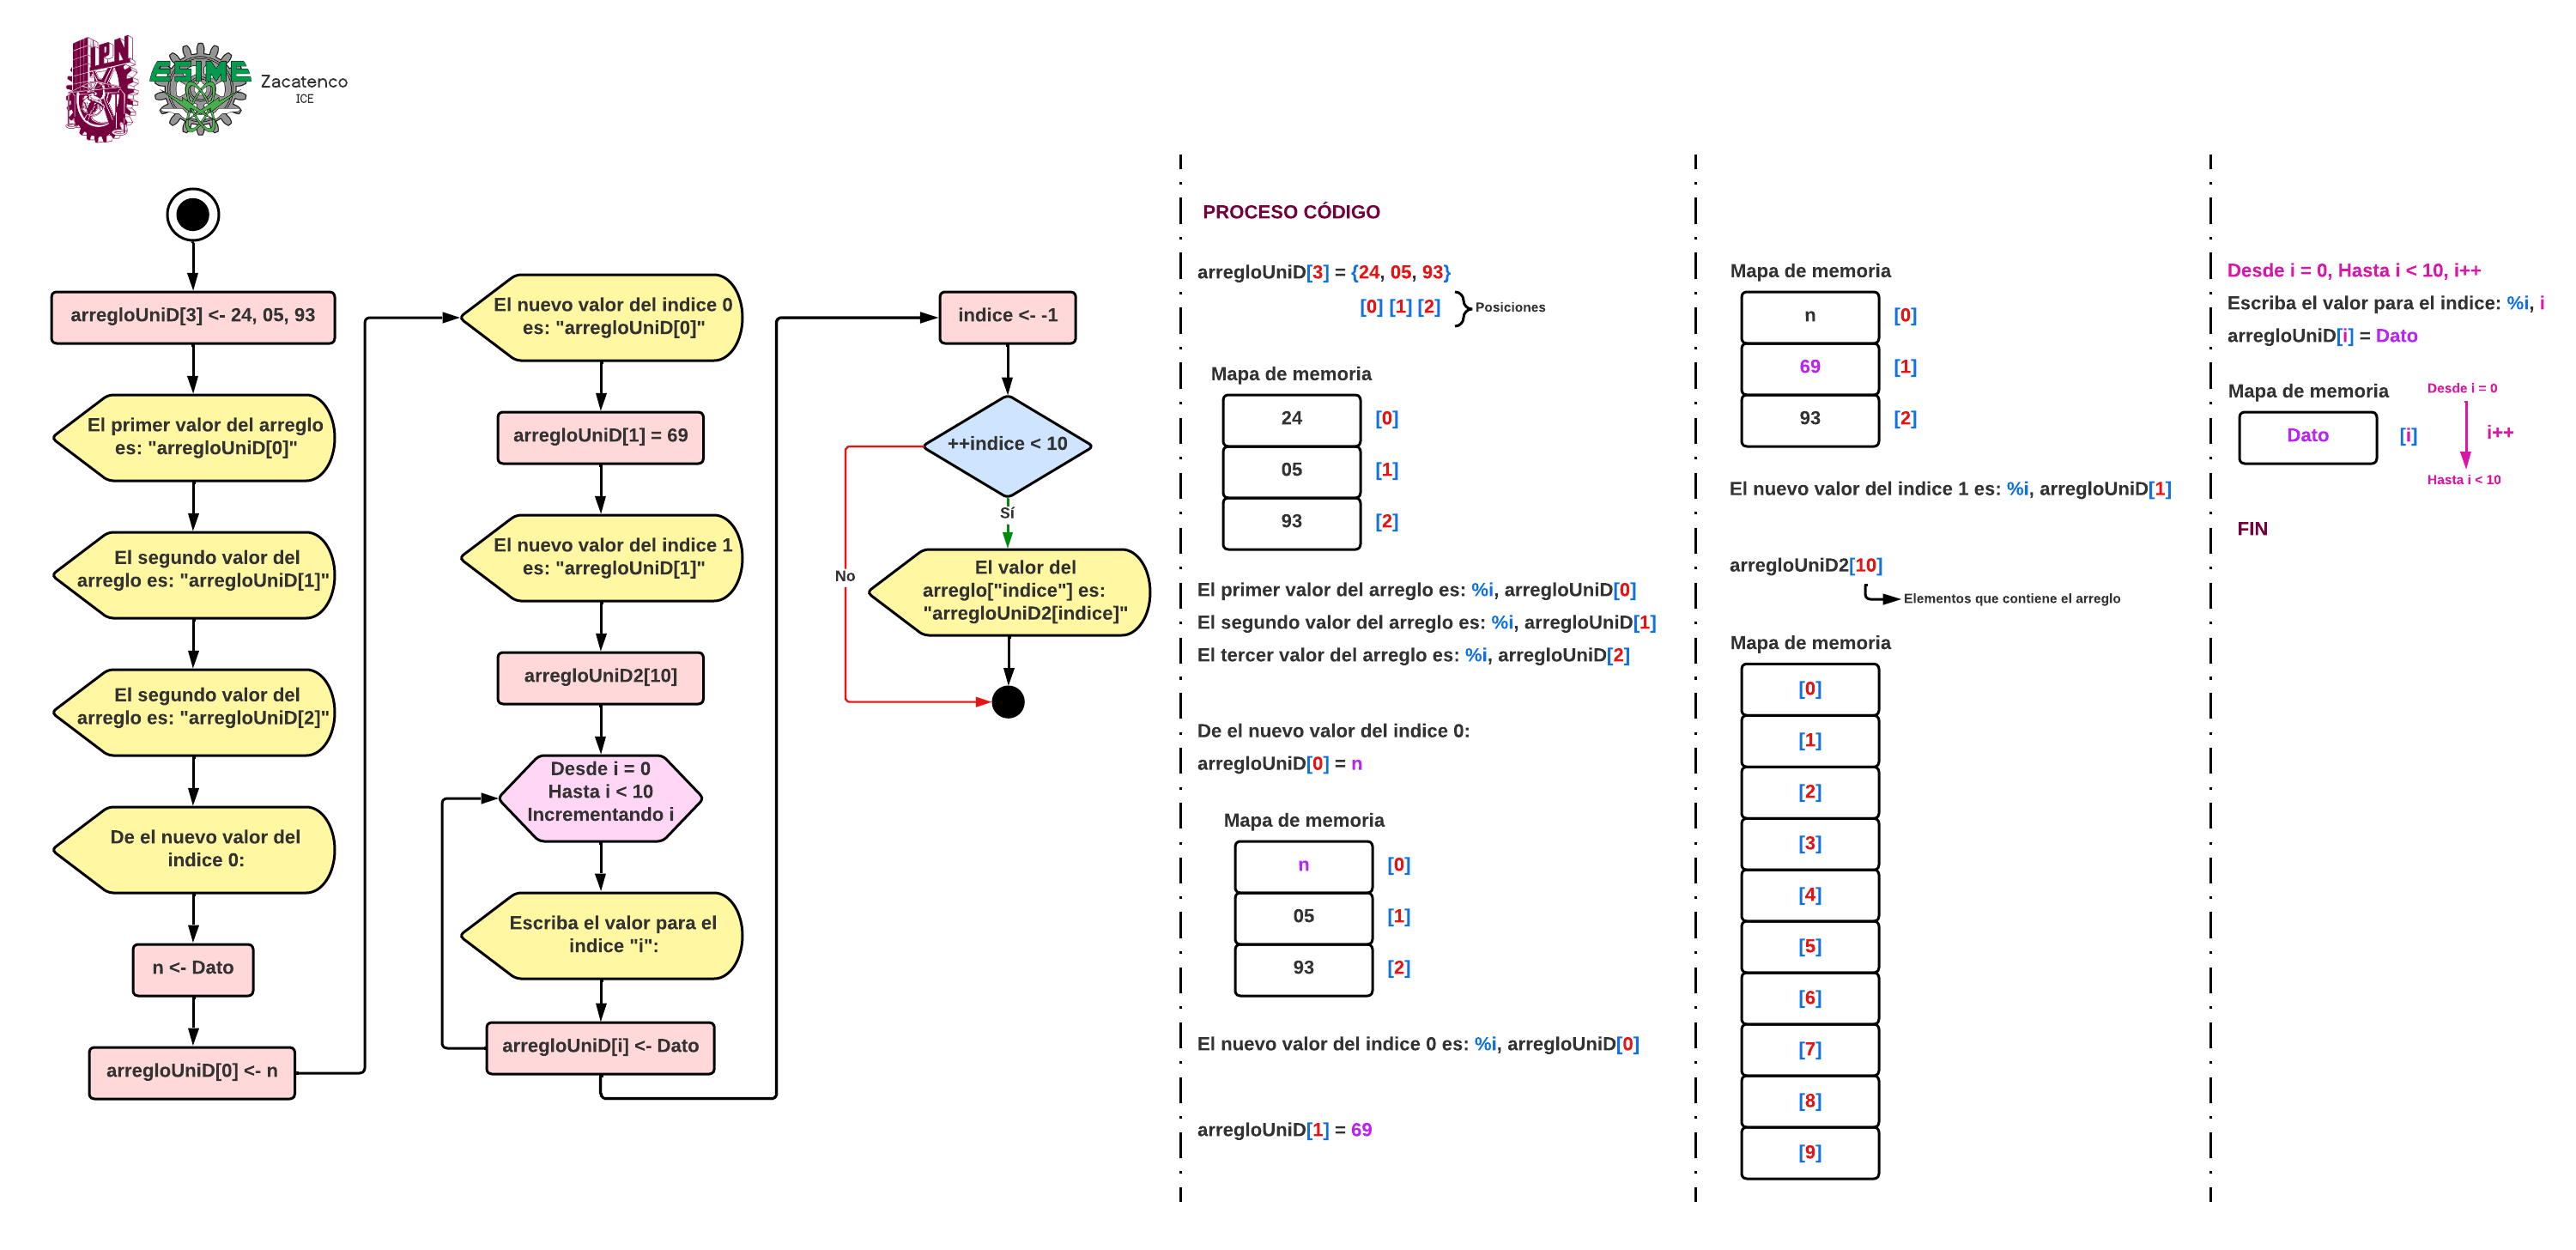 IPN
ESIME
Zacatenco
ICE
arregloUniD[3] <- 24, 05, 93
El primer valor del arreglo
es: "arregloUniD[0]"
El segundo valor del
arreglo es: "arregloUniD[1]"
El segundo valor del
arreglo es: "arregloUniD[2]"
De el nuevo valor del
indice 0:
n <- Dato
arregloUniD[0] <- n
El nuevo valor del indice 0
es: "arregloUniD[0]"
arregloUniD[1] = 69
El nuevo valor del indice 1
es: "arregloUniD[1]"
arregloUniD2[10]
Desde i = 0
Hasta i < 10
Incrementando i
Escriba el valor para el
indice "i":
arregloUniD[i] <- Dato
indice <- -1
++indice < 10
Sí
No
El valor del
arreglo["indice"] es:
"arregloUniD2[indice]"
PROCESO CÓDIGO
arregloUniD[3] = {24, 05, 93}
[0] [1] [2]
Posiciones
Mapa de memoria
24 [0]
05 [1]
93 [2]
El primer valor del arreglo es: %i, arregloUniD[0]
El segundo valor del arreglo es: %i, arregloUniD[1]
El tercer valor del arreglo es: %i, arregloUniD[2]
De el nuevo valor del indice 0:
arregloUniD[0] = n
Mapa de memoria
n [0]
05 [1]
93 [2]
El nuevo valor del indice 0 es: %i, arregloUniD[0]
arregloUniD[1] = 69
Mapa de memoria
n [0]
69 [1]
93 [2]
El nuevo valor del indice 1 es: %i, arregloUniD[1]
arregloUniD2[10]
Elementos que contiene el arreglo
Mapa de memoria
[0]
[1]
[2]
[3]
[4]
[5]
[6]
[7]
[8]
[9]
Desde i = 0, Hasta i < 10, i++
Escriba el valor para el indice: %i, i
arregloUniD[i] = Dato
Mapa de memoria
Dato [i]
Desde i = 0
i++
Hasta i < 10
FIN